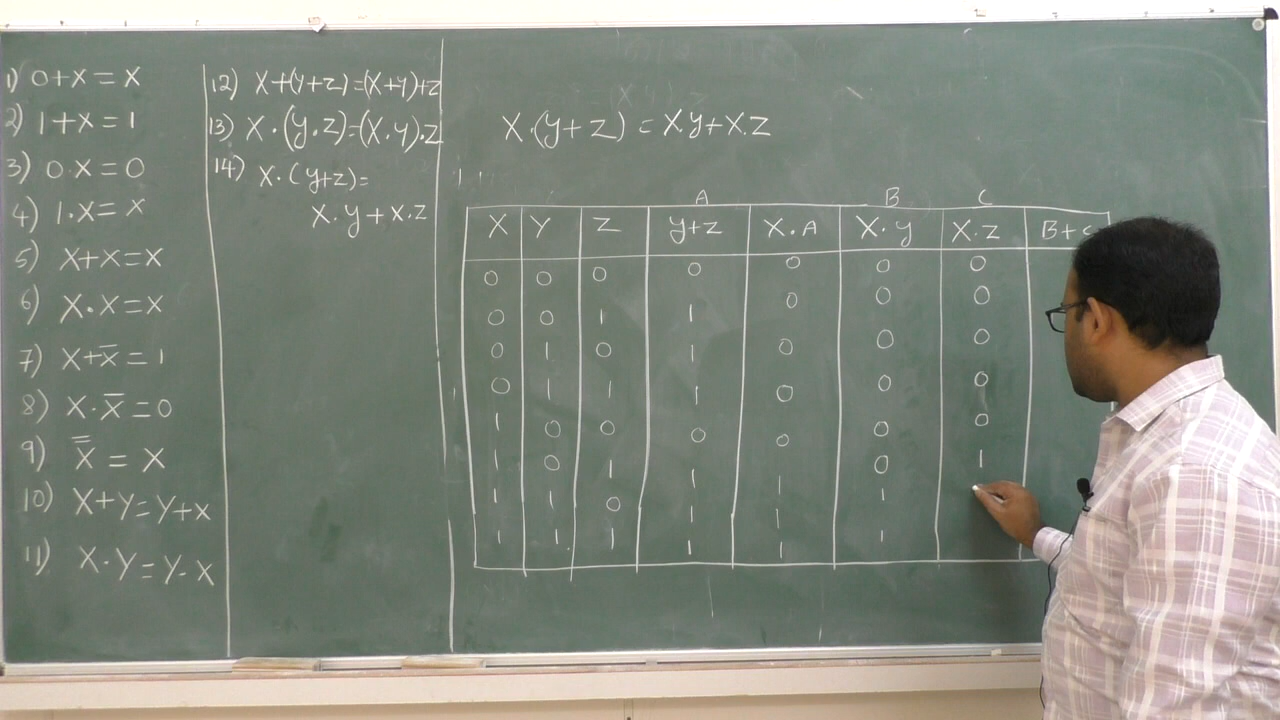 1) 0+x=x
2) 1+x=1
3) 0·x=0
4) 1·x=x
5) x+x=x
6) x·x=x
7) x+x̅=1
8) x·x̅=0
9) x̿=x
10) x+y=y+x
11) x·y=y·x
12) x+(y+z)=(x+y)+z
13) x·(y·z)=(x·y)·z
14) x·(y+z)=
x·y+x·z
x·(y+z)=x·y+x·z
A B C
X Y Z y+z X·A X·y X·Z B+C
0 0 0 0 0 0 0
0 0 1 1 0 0 0
0 1 0 1 0 0 0
0 1 1 1 0 0 0
1 0 0 0 0 0 0
1 0 1 1 1 0 1
1 1 0 1 1 1
1 1 1 1 1 1